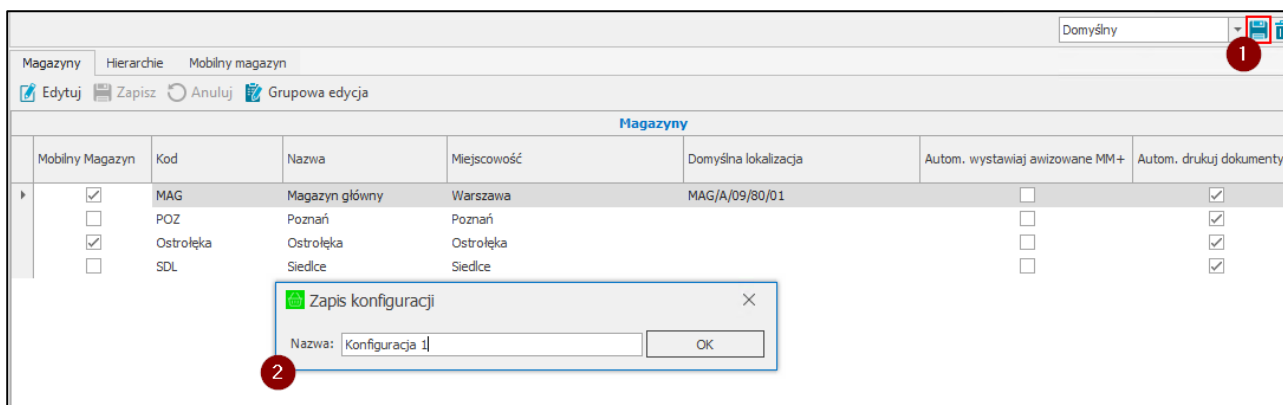 Domyślny
1
Magazyny Hierarchie Mobilny magazyn
Edytuj Zapisz Anuluj Grupowa edycja
Magazyny
Mobilny Magazyn Kod Nazwa Miejscowość Domyślna lokalizacja Autom. wystawiaj awizowane MM+ Autom. drukuj dokumenty
MAG Magazyn główny Warszawa MAG/A/09/80/01
POZ Poznań Poznań
Ostrołęka Ostrołęka Ostrołęka
SDL Siedlce Siedlce
Zapis konfiguracji
Nazwa: Konfiguracja 1 OK
2